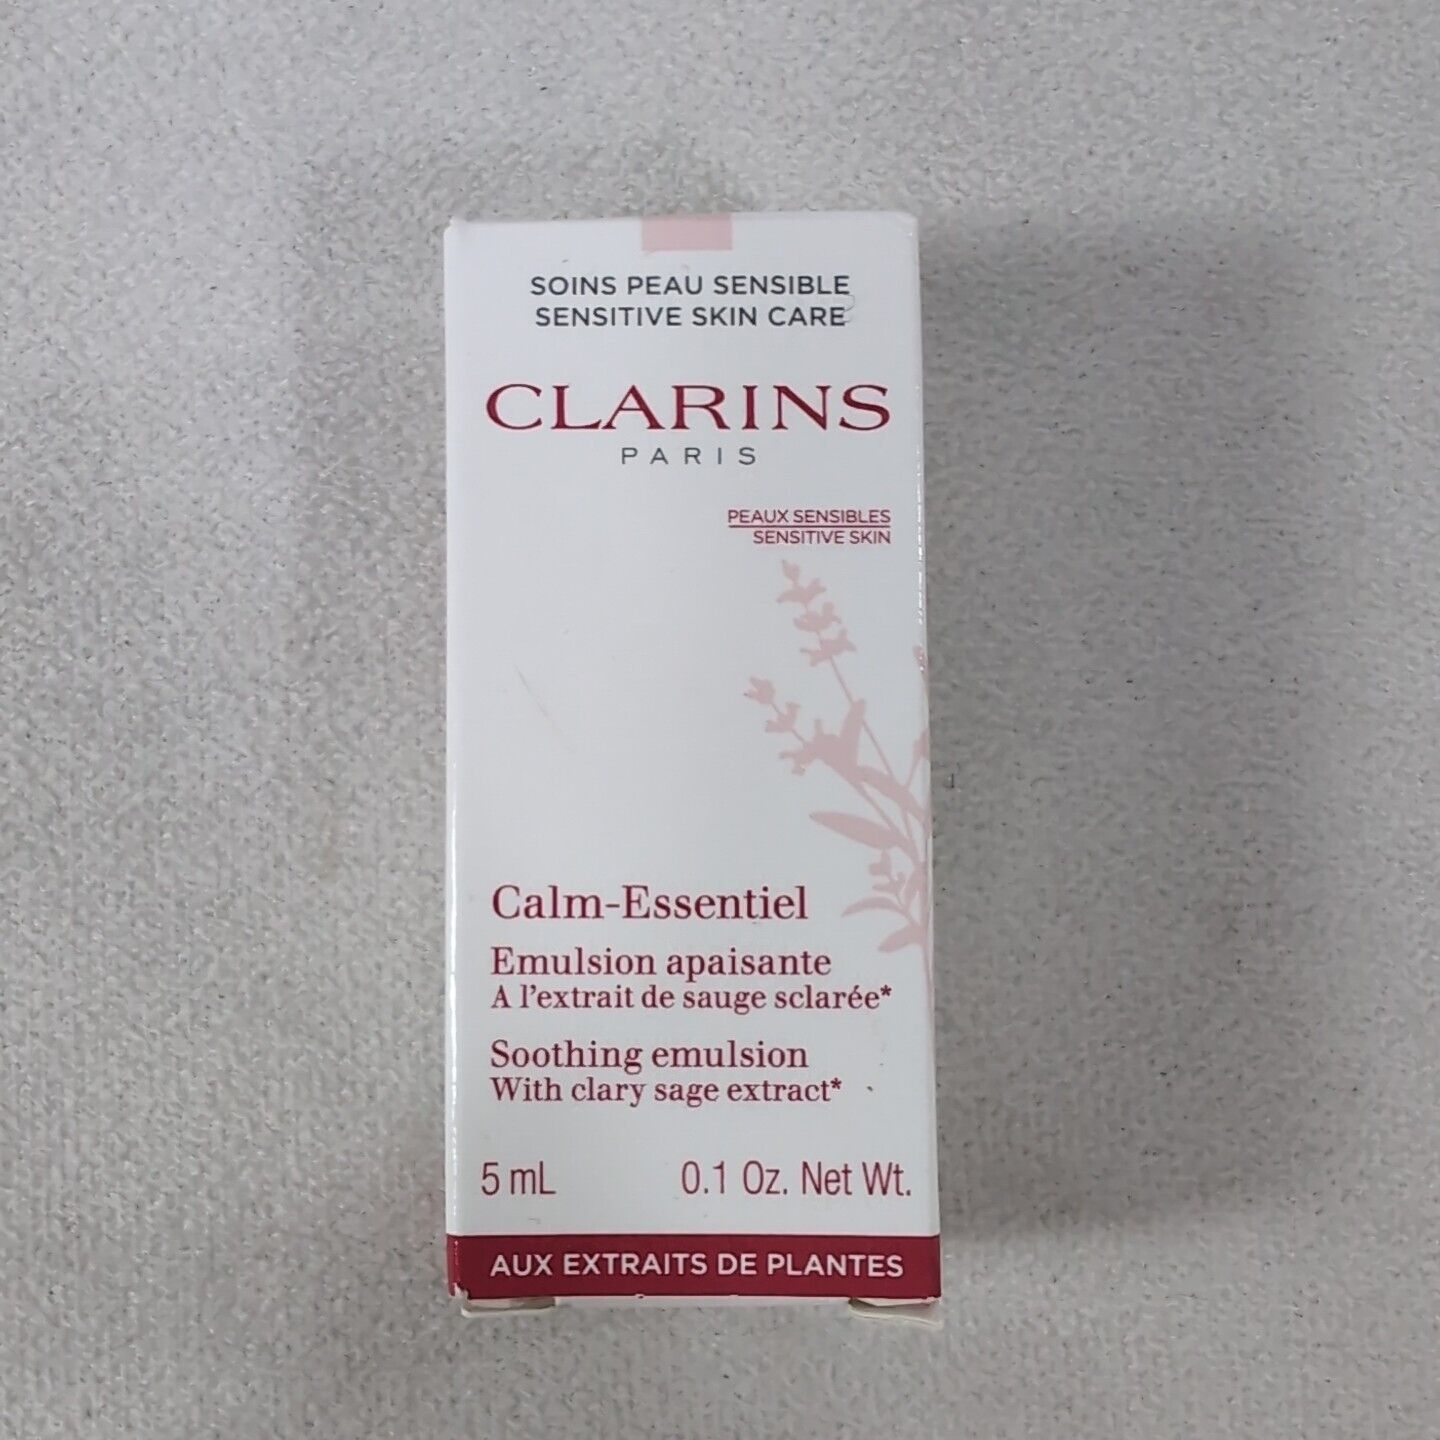 SOINS PEAU SENSIBLE
SENSITIVE SKIN CARE
CLARINS
PARIS
PEAUX SENSIBLES
SENSITIVE SKIN
Calm-Essentiel
Emulsion apaisante
A l'extrait de sauge sclarée*
Soothing emulsion
With clary sage extract*
5 mL 0.1 Oz. Net Wt.
AUX EXTRAITS DE PLANTES